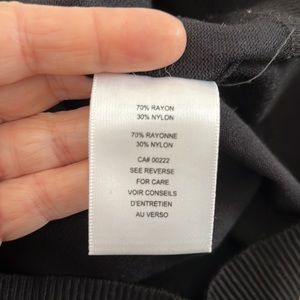 70% RAYON
30% NYLON
70% RAYONNE
30% NYLON
CA# 00222
SEE REVERSE
FOR CARE
VOIR CONSEILS
D'ENTRETIEN
AU VERSO